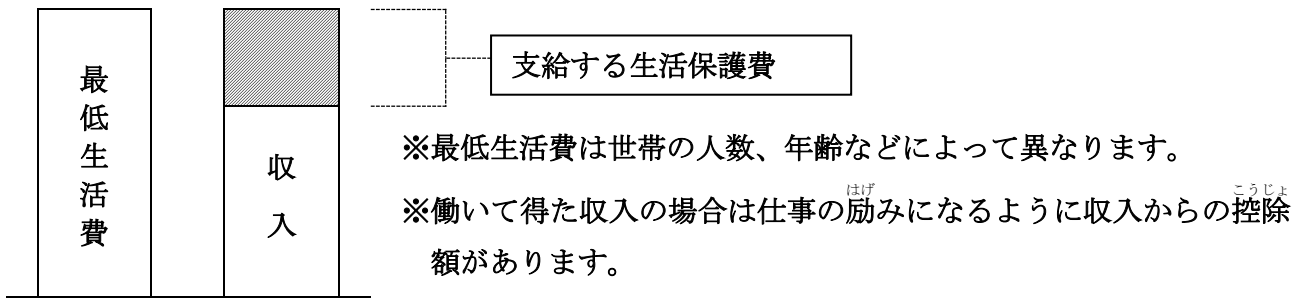 最低生活費
収入
支給する生活保護費
※最低生活費は世帯の人数、年齢などによって異なります。
はげ
こうじょ
※働いて得た収入の場合は仕事の励みになるように収入からの控除
額があります。